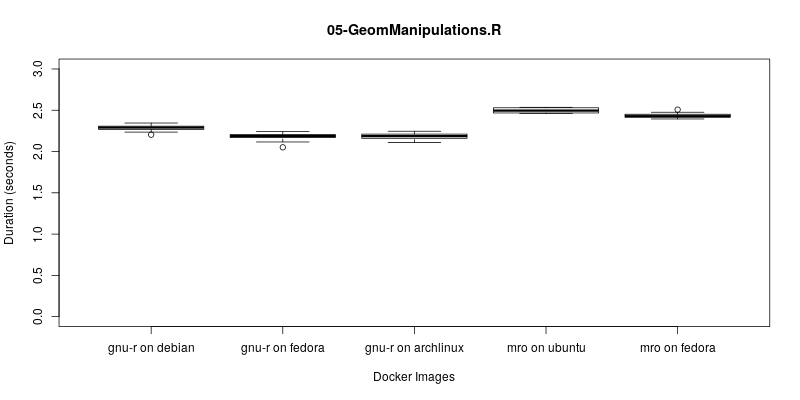 05-GeomManipulations.R
Duration (seconds)
3.0
2.5
2.0
1.5
1.0
0.5
0.0
gnu-r on debian
gnu-r on fedora
gnu-r on archlinux
mro on ubuntu
mro on fedora
Docker Images